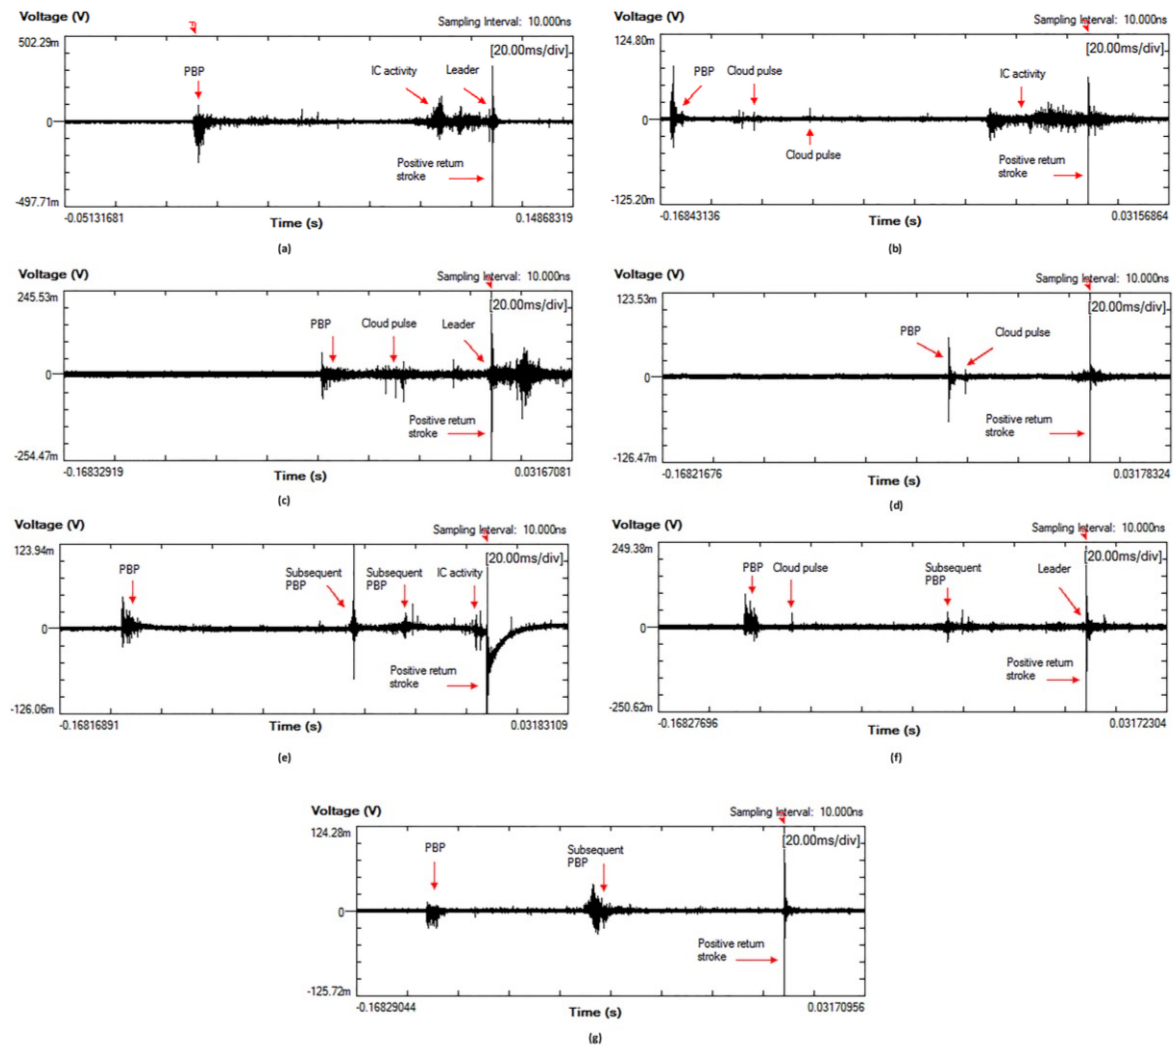 Voltage (V)
Sampling Interval: 10.000ns
502.29m
[20.00ms/div]
PBP
IC activity
Leader
0
Positive return
stroke
-497.71m
-0.05131681
0.14868319
Time (s)
(a)
Voltage (V)
Sampling Interval: 10.000ns
124.80m
[20.00ms/div]
PBP
Cloud pulse
IC activity
0
Cloud pulse
Positive return
stroke
-125.20m
-0.16843136
0.03156864
Time (s)
(b)
Voltage (V)
Sampling Interval: 10.000ns
245.53m
[20.00ms/div]
PBP
Cloud pulse
Leader
0
Positive return
stroke
-254.47m
-0.16832919
0.03167081
Time (s)
(c)
Voltage (V)
Sampling Interval: 10.000ns
123.53m
[20.00ms/div]
PBP
Cloud pulse
0
Positive return
stroke
-126.47m
-0.16821676
0.03178324
Time (s)
(d)
Voltage (V)
Sampling Interval: 10.000ns
123.94m
[20.00ms/div]
PBP
Subsequent
PBP
Subsequent
PBP
IC activity
0
Positive return
stroke
-126.06m
-0.16816891
0.03183109
Time (s)
(e)
Voltage (V)
Sampling Interval: 10.000ns
249.38m
[20.00ms/div]
PBP
Cloud pulse
Subsequent
PBP
Leader
0
Positive return
stroke
-250.62m
-0.16827696
0.03172304
Time (s)
(f)
Voltage (V)
Sampling Interval: 10.000ns
124.28m
[20.00ms/div]
PBP
Subsequent
PBP
0
Positive return
stroke
-125.72m
-0.16829044
0.03170956
Time (s)
(g)